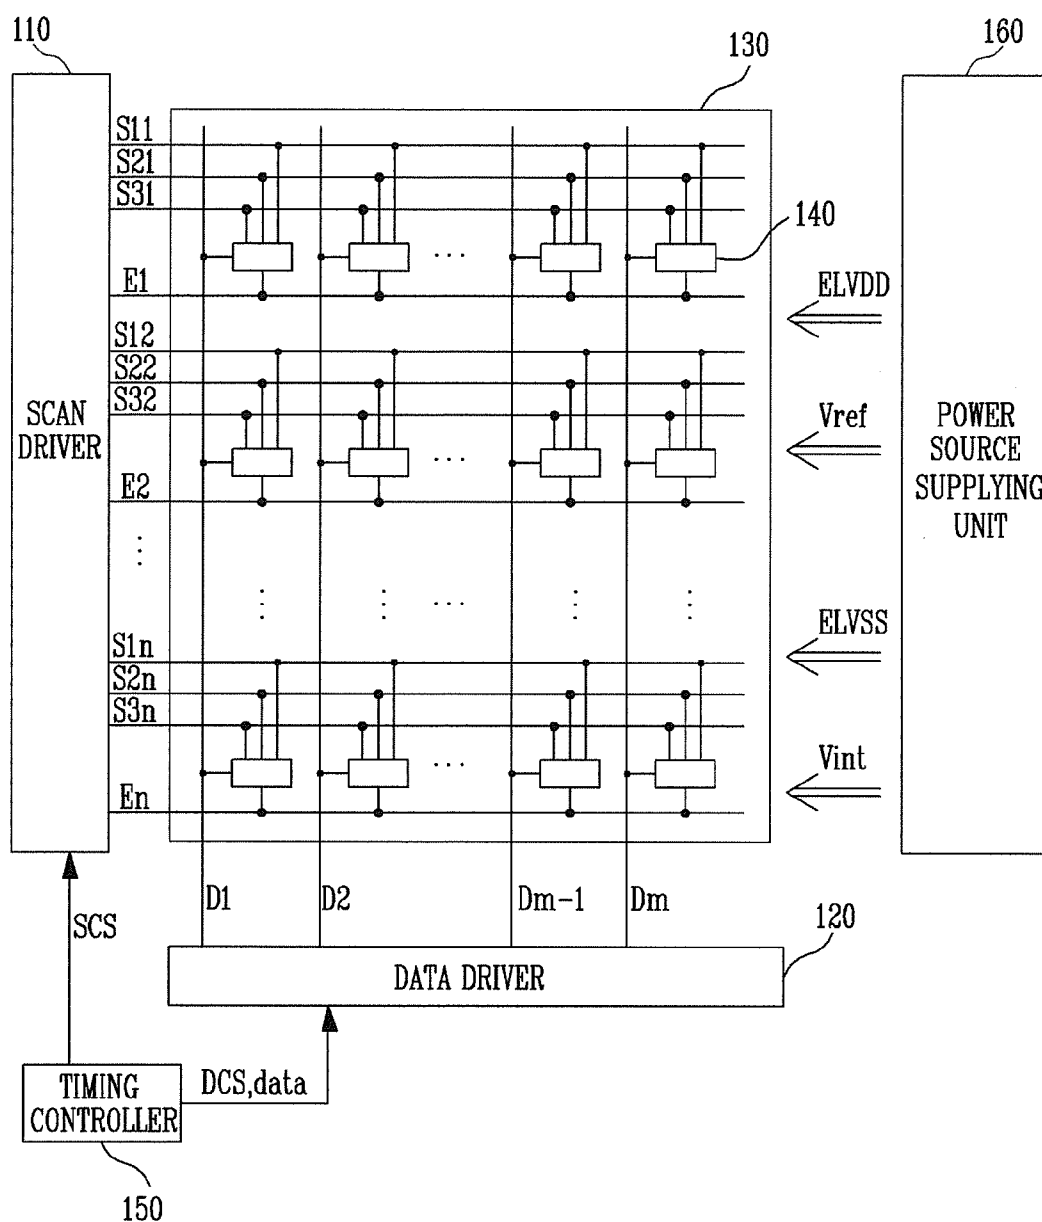 110
130
160
S11
S21
S31
140
E1
ELVDD
S12
S22
S32
SCAN
DRIVER
Vref
POWER
SOURCE
SUPPLYING
UNIT
E2
ELVSS
S1n
S2n
S3n
Vint
En
D1
D2
Dm-1
Dm
SCS
120
DATA DRIVER
DCS,data
TIMING
CONTROLLER
150